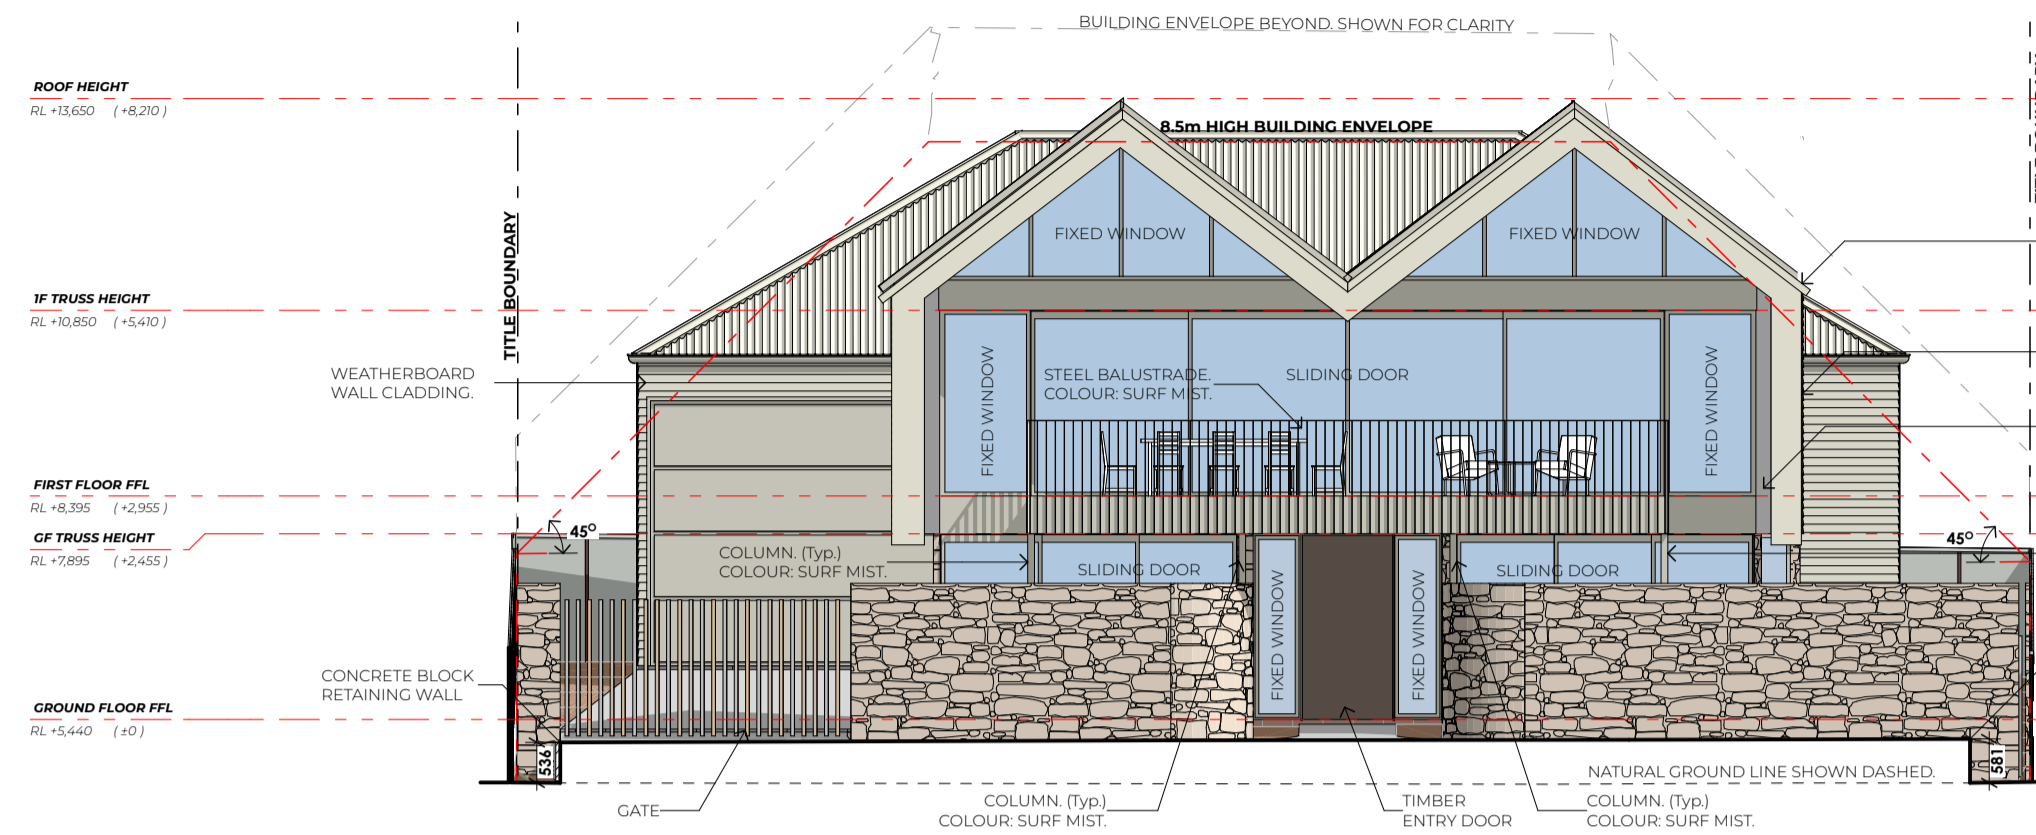 BUILDING ENVELOPE BEYOND. SHOWN FOR CLARITY
ROOF HEIGHT
RL +13,650 ( +8,210 )
8.5m HIGH BUILDING ENVELOPE
TITLE BOUNDARY
FIXED WINDOW
FIXED WINDOW
1F TRUSS HEIGHT
RL +10,850 ( +5,410 )
WEATHERBOARD
WALL CLADDING.
FIXED WINDOW
STEEL BALUSTRADE.
COLOUR: SURF MIST.
SLIDING DOOR
FIXED WINDOW
FIRST FLOOR FFL
RL +8,395 ( +2,955 )
GF TRUSS HEIGHT
RL +7,895 ( +2,455 )
45°
45°
COLUMN. (Typ.)
COLOUR: SURF MIST.
SLIDING DOOR
SLIDING DOOR
FIXED WINDOW
FIXED WINDOW
CONCRETE BLOCK
RETAINING WALL
GROUND FLOOR FFL
RL +5,440 ( ±0 )
536
581
NATURAL GROUND LINE SHOWN DASHED.
GATE
COLUMN. (Typ.)
COLOUR: SURF MIST.
TIMBER
ENTRY DOOR
COLUMN. (Typ.)
COLOUR: SURF MIST.